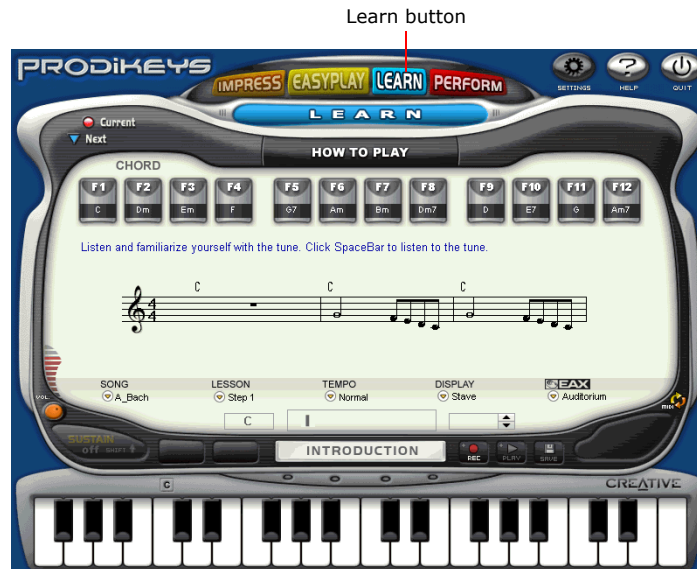 Learn button
PRODIKEYS
IMPRESS EASYPLAY LEARN PERFORM
SETTINGS HELP QUIT
LEARN
Current
Next
HOW TO PLAY
CHORD
F1 F2 F3 F4 F5 F6 F7 F8 F9 F10 F11 F12
C Dm Em F G7 Am Bm Dm7 D E7 G Am7
Listen and familiarize yourself with the tune. Click SpaceBar to listen to the tune.
C C C
4
4
SONG LESSON TEMPO DISPLAY EAX
A_Bach Step 1 Normal Stave Auditorium
VOL. MIX
C
SUSTAIN
off SHIFT
INTRODUCTION
REC PLAY SAVE
C
CREATIVE